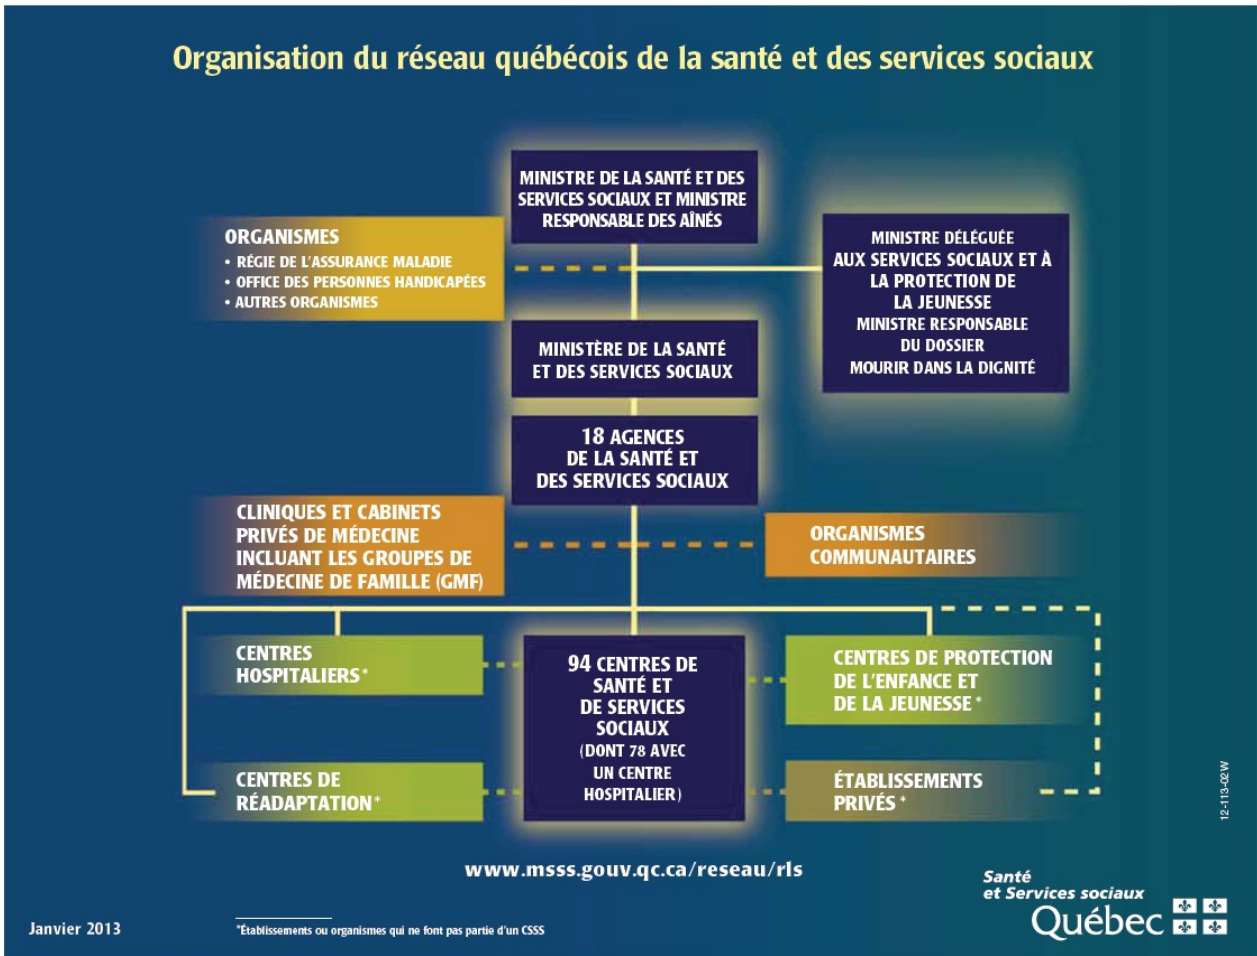 Organisation du réseau québécois de la santé et des services sociaux
MINISTRE DE LA SANTÉ ET DES
SERVICES SOCIAUX ET MINISTRE
RESPONSABLE DES AÎNÉS
ORGANISMES
• RÉGIE DE L'ASSURANCE MALADIE
• OFFICE DES PERSONNES HANDICAPÉES
• AUTRES ORGANISMES
MINISTRE DÉLÉGUÉE
AUX SERVICES SOCIAUX ET À
LA PROTECTION DE
LA JEUNESSE
MINISTRE RESPONSABLE
DU DOSSIER
MOURIR DANS LA DIGNITÉ
MINISTÈRE DE LA SANTÉ
ET DES SERVICES SOCIAUX
18 AGENCES
DE LA SANTÉ ET
DES SERVICES SOCIAUX
CLINIQUES ET CABINETS
PRIVÉS DE MÉDECINE
INCLUANT LES GROUPES DE
MÉDECINE DE FAMILLE (GMF)
ORGANISMES
COMMUNAUTAIRES
CENTRES
HOSPITALIERS*
94 CENTRES DE
SANTÉ ET
DE SERVICES
SOCIAUX
(DONT 78 AVEC
UN CENTRE
HOSPITALIER)
CENTRES DE PROTECTION
DE L'ENFANCE ET
DE LA JEUNESSE*
CENTRES DE
RÉADAPTATION*
ÉTABLISSEMENTS
PRIVÉS*
12-113-02W
www.msss.gouv.qc.ca/reseau/rls
Santé
et Services sociaux
Québec
Janvier 2013
*Établissements ou organismes qui ne font pas partie d'un CSSS